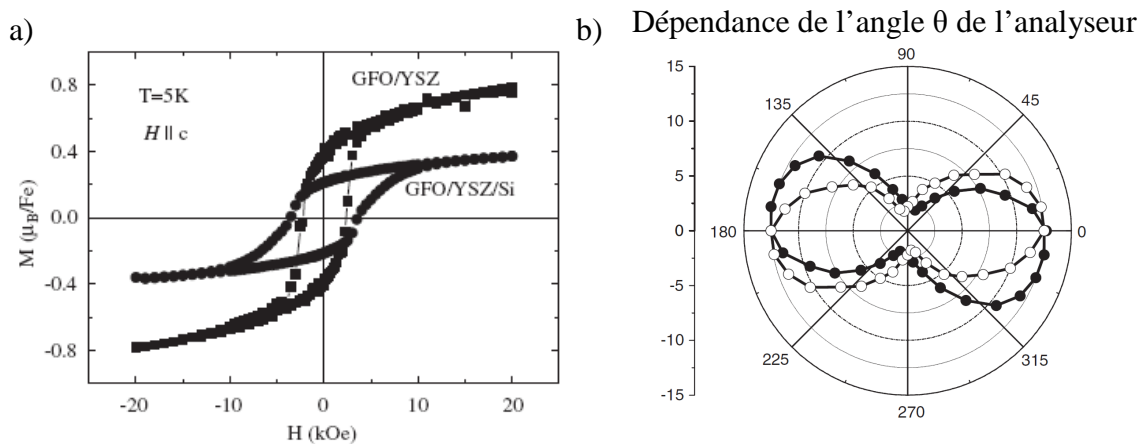 a)
b) Dépendance de l’angle θ de l’analyseur
M (μB/Fe)
0.8
0.4
0.0
-0.4
-0.8
T=5K
H || c
GFO/YSZ
GFO/YSZ/Si
-20 -10 0 10 20
H (kOe)
15
10
5
0
-5
-10
-15
90
135 45
180 0
225 315
270